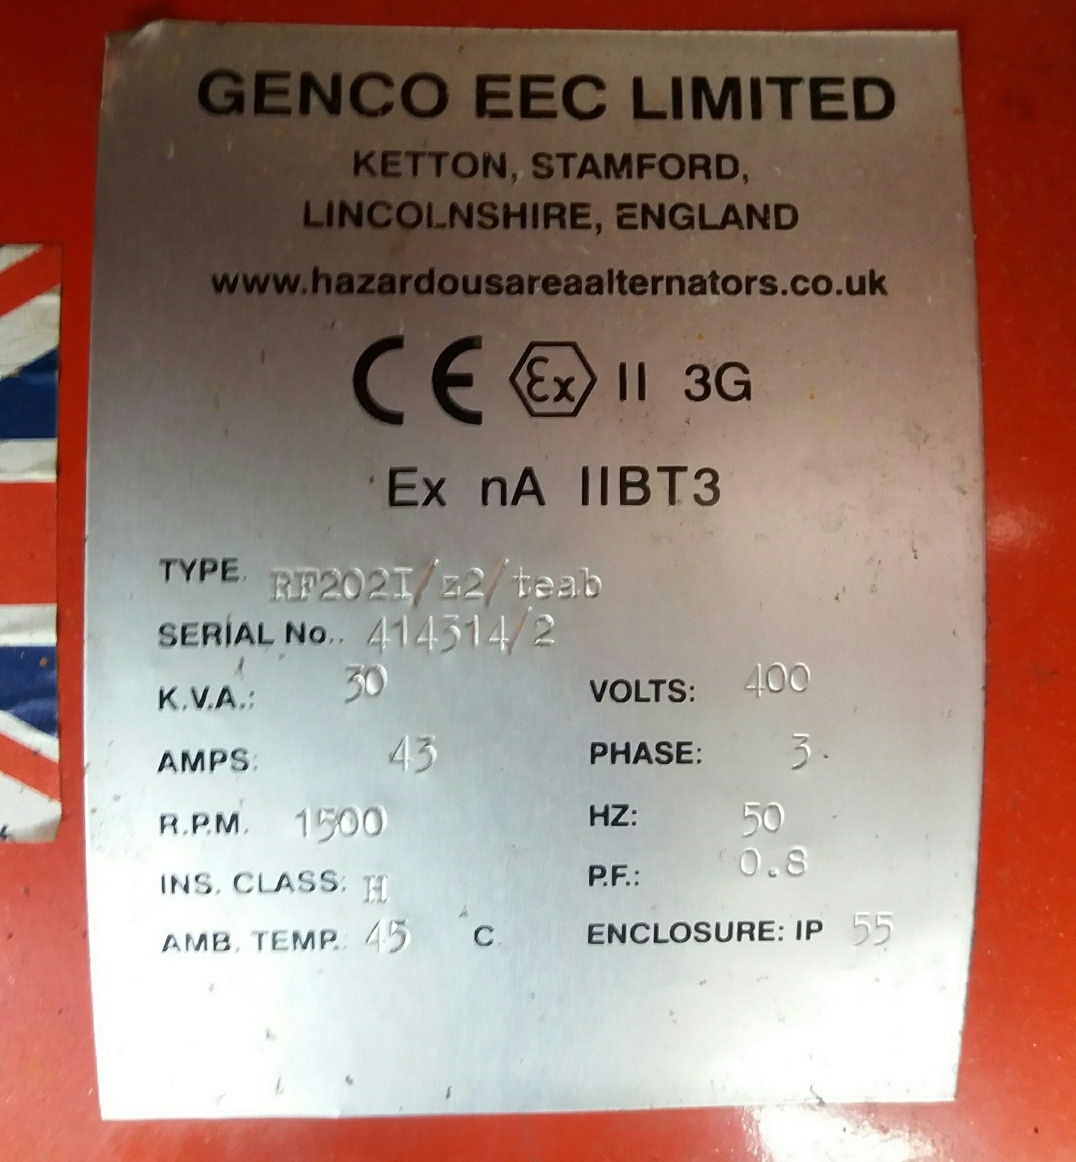 GENCO EEC LIMITED
KETTON, STAMFORD,
LINCOLNSHIRE, ENGLAND
www.hazardousareaalternators.co.uk
CE Ex II 3G
Ex nA IIBT3
TYPE. RF202I/z2/teab
SERIAL No.. 414314/2
K.V.A.: 30 VOLTS: 400
AMPS: 43 PHASE: 3.
R.P.M. 1500 HZ: 50
INS. CLASS: H P.F.: 0.8
AMB. TEMP.: 45 C. ENCLOSURE: IP 55